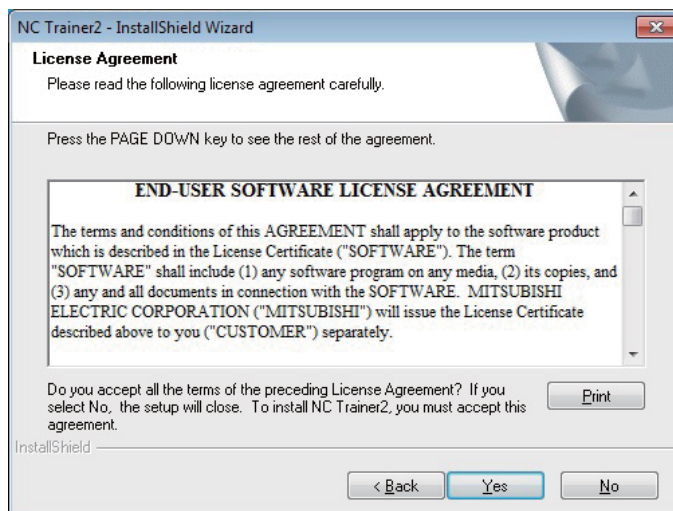 NC Trainer2 - InstallShield Wizard
License Agreement
Please read the following license agreement carefully.
Press the PAGE DOWN key to see the rest of the agreement.
END-USER SOFTWARE LICENSE AGREEMENT
The terms and conditions of this AGREEMENT shall apply to the software product
which is described in the License Certificate ("SOFTWARE"). The term
"SOFTWARE" shall include (1) any software program on any media, (2) its copies, and
(3) any and all documents in connection with the SOFTWARE. MITSUBISHI
ELECTRIC CORPORATION ("MITSUBISHI") will issue the License Certificate
described above to you ("CUSTOMER") separately.
Do you accept all the terms of the preceding License Agreement? If you
select No, the setup will close. To install NC Trainer2, you must accept this
agreement.
Print
InstallShield
< Back
Yes
No